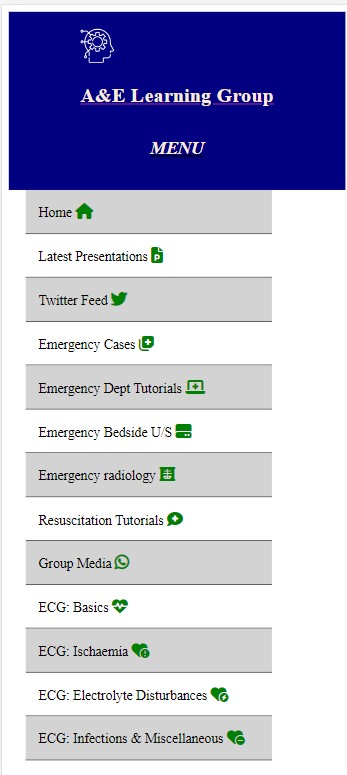 A&E Learning Group
MENU
Home
Latest Presentations
Twitter Feed
Emergency Cases
Emergency Dept Tutorials
Emergency Bedside U/S
Emergency radiology
Resuscitation Tutorials
Group Media
ECG: Basics
ECG: Ischaemia
ECG: Electrolyte Disturbances
ECG: Infections & Miscellaneous